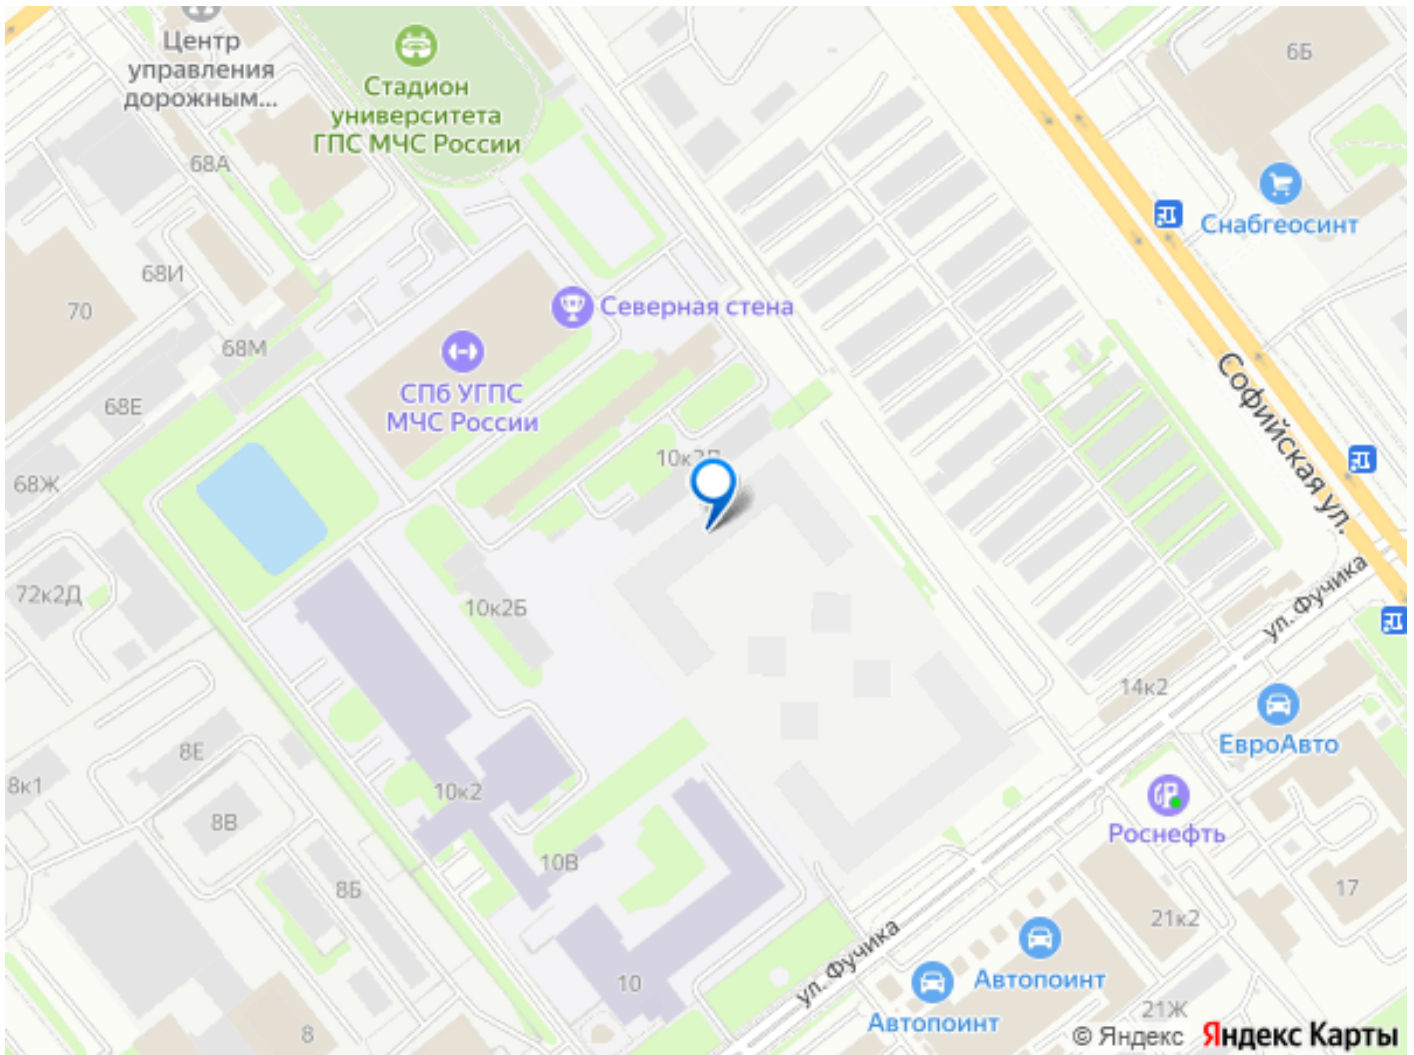 Центр
управления
дорожным...
Стадион
университета
ГПС МЧС России
6Б
68А
Снабгеосинт
68И
70
Северная стена
68М
СПб УГПС
МЧС России
68Е
Софийская ул.
68Ж
72к2Д
10к2Б
ул. Фучика
14к2
ЕвроАвто
8Е
8к1
10к2
8В
Роснефть
10В
8Б
17
21к2
ул. Фучика
Автопоинт
10
Автопоинт
21Ж
8
© Яндекс Яндекс Карты